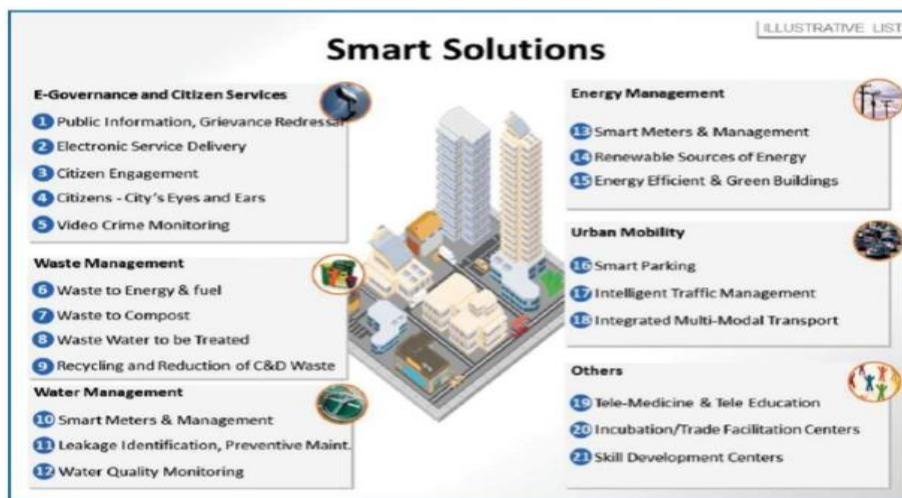 ILLUSTRATIVE LIST
Smart Solutions
E-Governance and Citizen Services
1 Public Information, Grievance Redressal
2 Electronic Service Delivery
3 Citizen Engagement
4 Citizens - City's Eyes and Ears
5 Video Crime Monitoring
Waste Management
6 Waste to Energy & fuel
7 Waste to Compost
8 Waste Water to be Treated
9 Recycling and Reduction of C&D Waste
Water Management
10 Smart Meters & Management
11 Leakage Identification, Preventive Maint.
12 Water Quality Monitoring
Energy Management
13 Smart Meters & Management
14 Renewable Sources of Energy
15 Energy Efficient & Green Buildings
Urban Mobility
16 Smart Parking
17 Intelligent Traffic Management
18 Integrated Multi-Modal Transport
Others
19 Tele-Medicine & Tele Education
20 Incubation/Trade Facilitation Centers
21 Skill Development Centers